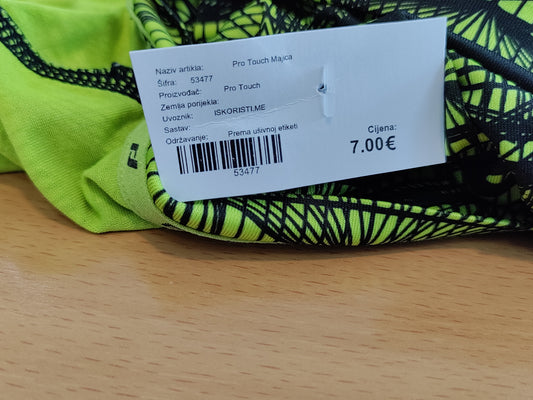 Naziv artikla: Pro Touch Majica
Šifra: 53477
Proizvođač: Pro Touch
Zemlja porijekla:
Uvoznik: ISKORISTI.ME
Sastav:
Održavanje: Prema ušivnoj etiketi
53477
Cijena:
7.00€